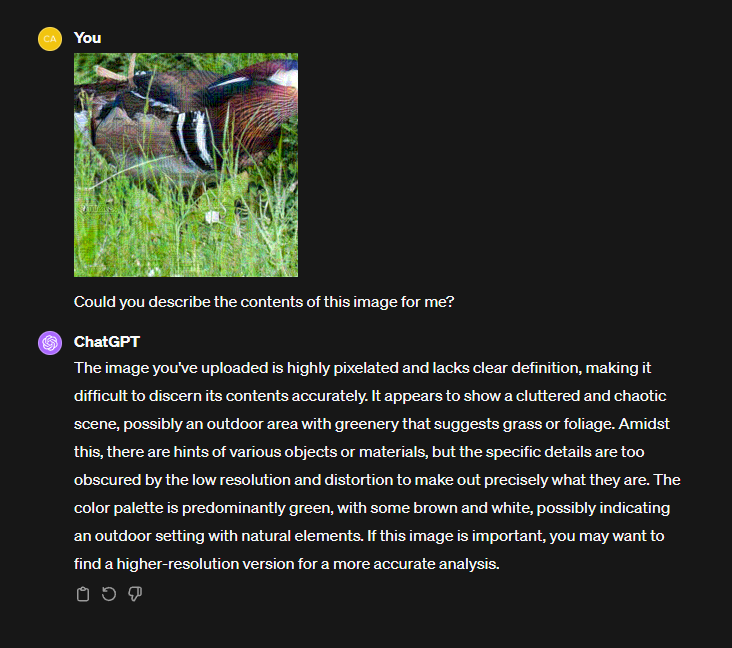 CA
You
Could you describe the contents of this image for me?
ChatGPT
The image you've uploaded is highly pixelated and lacks clear definition, making it
difficult to discern its contents accurately. It appears to show a cluttered and chaotic
scene, possibly an outdoor area with greenery that suggests grass or foliage. Amidst
this, there are hints of various objects or materials, but the specific details are too
obscured by the low resolution and distortion to make out precisely what they are. The
color palette is predominantly green, with some brown and white, possibly indicating
an outdoor setting with natural elements. If this image is important, you may want to
find a higher-resolution version for a more accurate analysis.